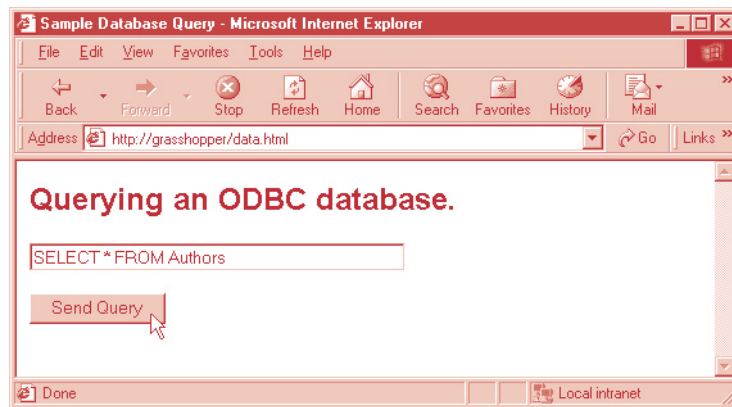 Sample Database Query - Microsoft Internet Explorer
File Edit View Favorites Tools Help
Back Forward Stop Refresh Home Search Favorites History Mail »
Address http://grasshopper/data.html Go Links »
Querying an ODBC database.
SELECT * FROM Authors
Send Query
Done Local intranet